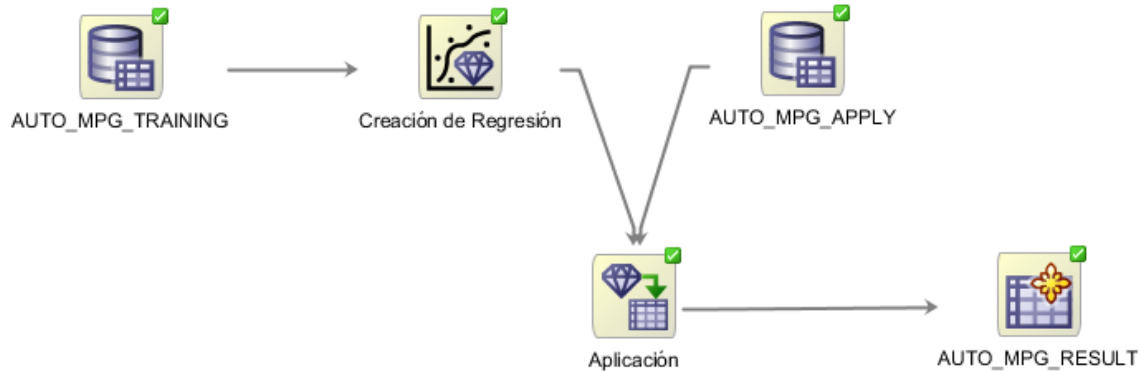 AUTO_MPG_TRAINING
Creación de Regresión
AUTO_MPG_APPLY
Aplicación
AUTO_MPG_RESULT